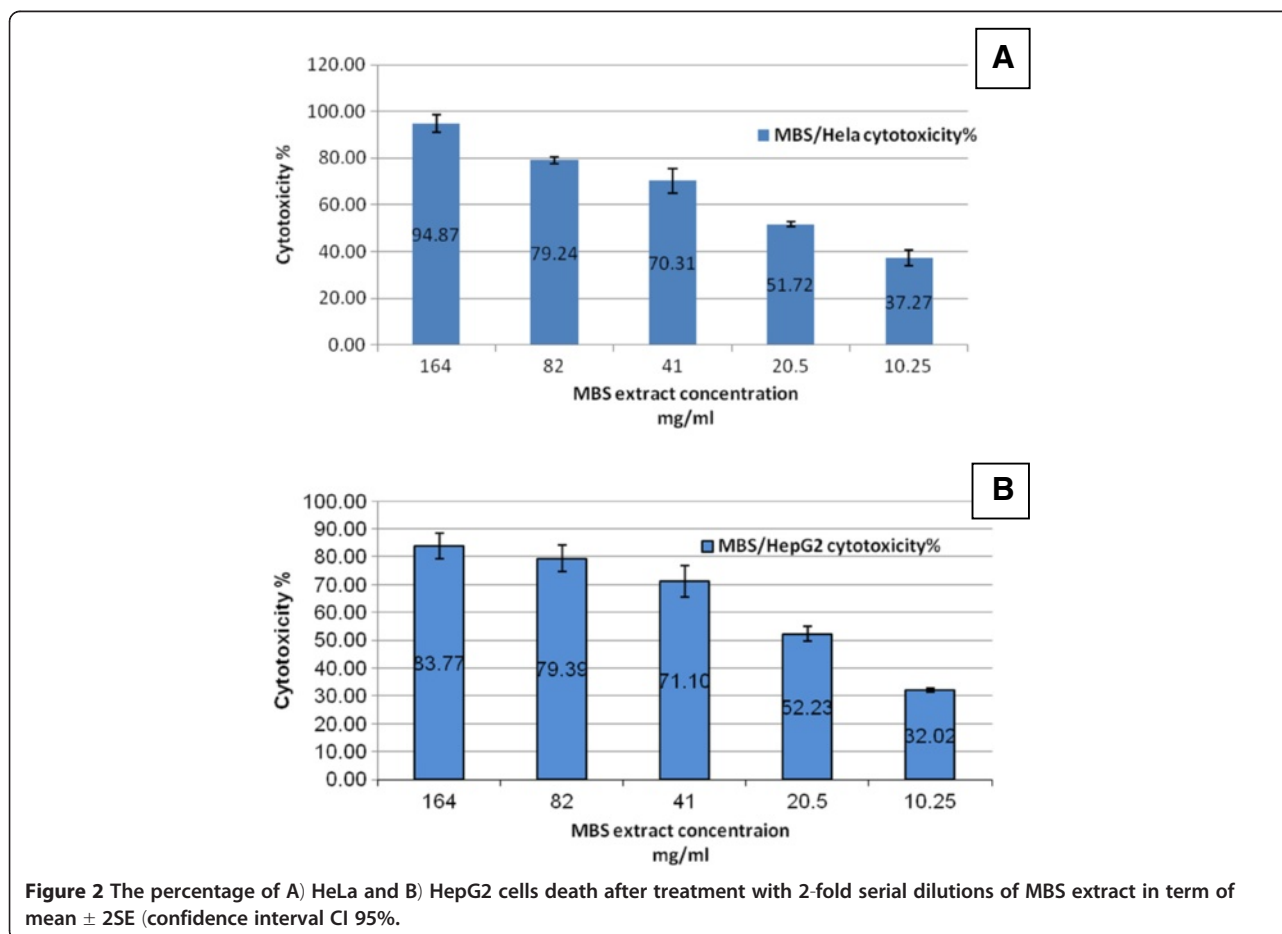 A
120.00
100.00
80.00
60.00
40.00
20.00
0.00
Cytotoxicity %
MBS/Hela cytotoxicity%
94.87
79.24
70.31
51.72
37.27
164 82 41 20.5 10.25
MBS extract concentration
mg/ml
B
100.00
90.00
80.00
70.00
60.00
50.00
40.00
30.00
20.00
10.00
0.00
Cytotoxicity %
MBS/HepG2 cytotoxicity%
83.77
79.39
71.10
52.23
32.02
164 82 41 20.5 10.25
MBS extract concentraion
mg/ml
Figure 2 The percentage of A) HeLa and B) HepG2 cells death after treatment with 2-fold serial dilutions of MBS extract in term of
mean ± 2SE (confidence interval CI 95%.